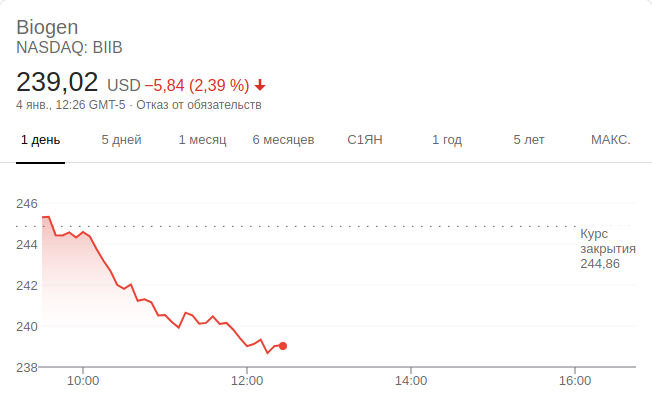 Biogen
NASDAQ: BIIB
239,02 USD −5,84 (2,39 %)
4 янв., 12:26 GMT-5 · Отказ от обязательств
1 день 5 дней 1 месяц 6 месяцев С1ЯН 1 год 5 лет МАКС.
246
244
242
240
238
Курс
закрытия
244,86
10:00 12:00 14:00 16:00